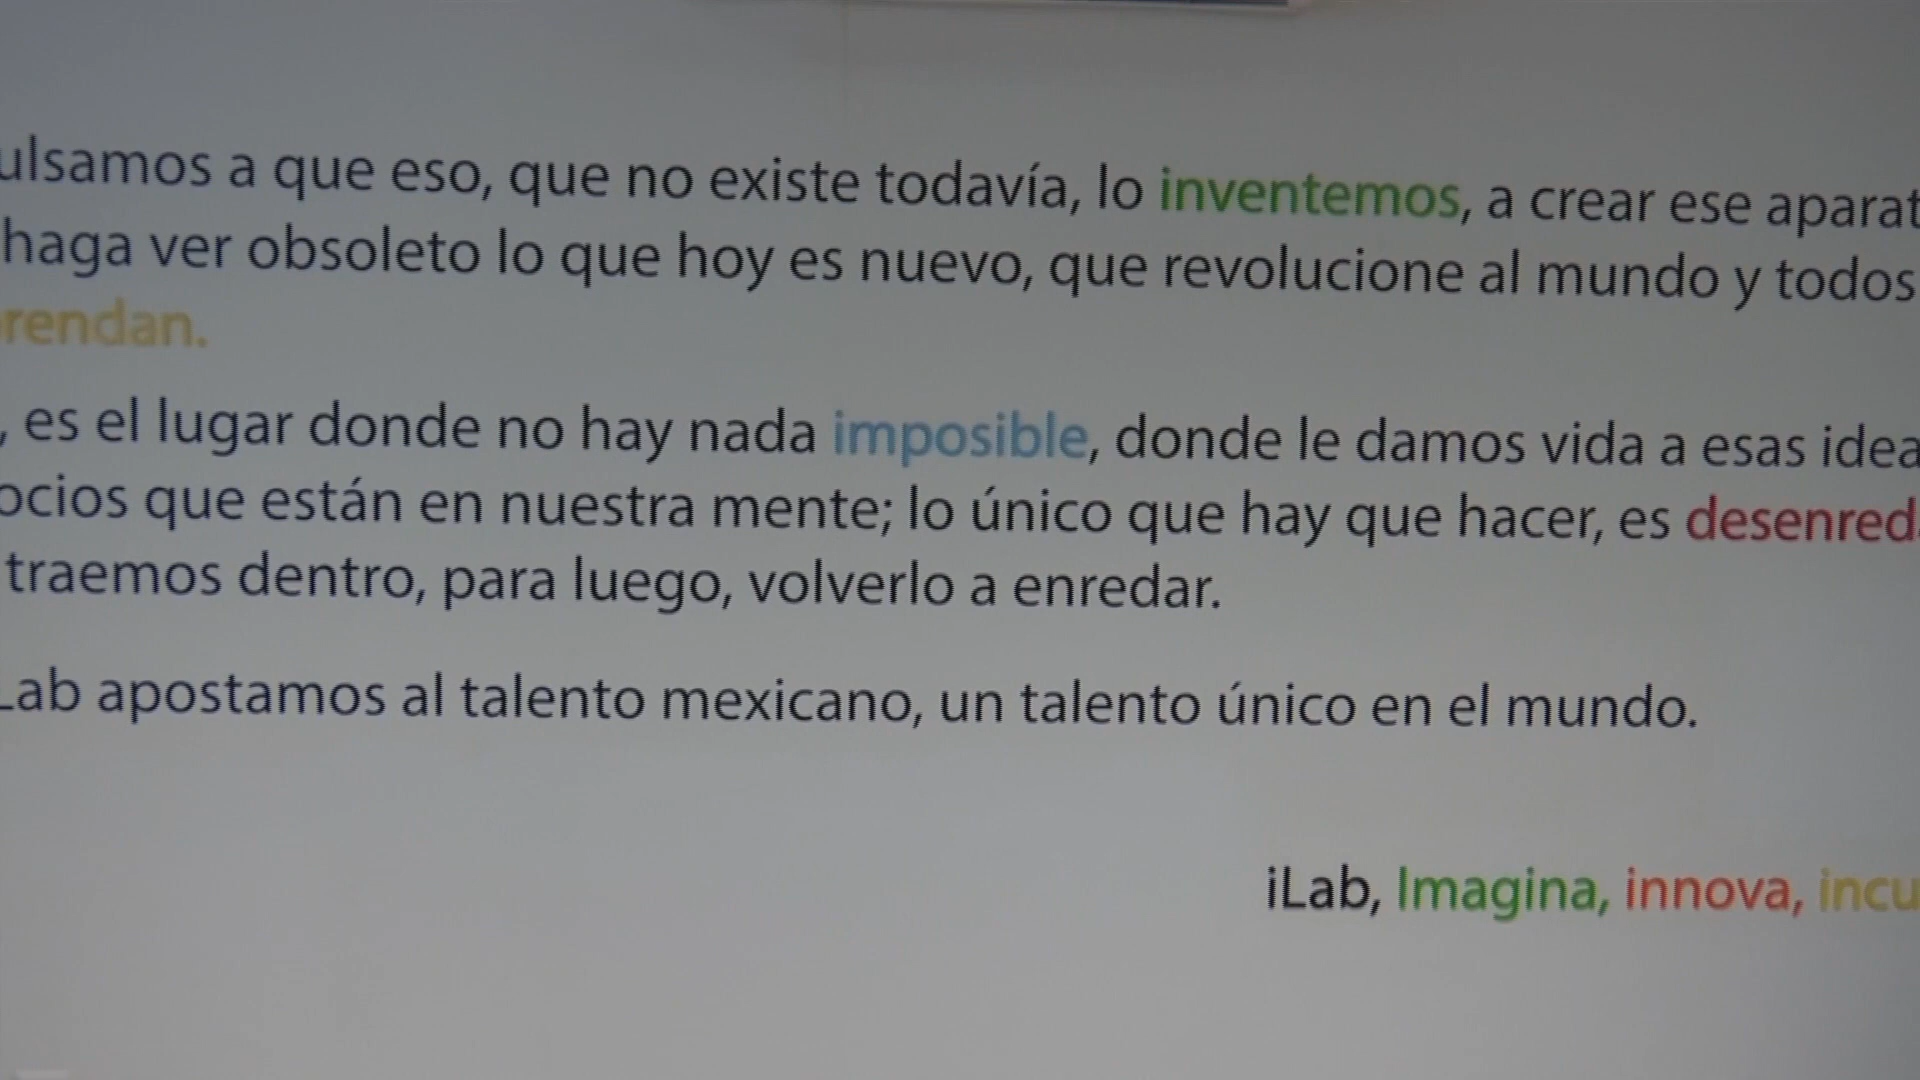 ulsamos a que eso, que no existe todavía, lo inventemos, a crear ese aparat
haga ver obsoleto lo que hoy es nuevo, que revolucione al mundo y todos
rendan.
, es el lugar donde no hay nada imposible, donde le damos vida a esas idea
ocios que están en nuestra mente; lo único que hay que hacer, es desenred
traemos dentro, para luego, volverlo a enredar.
Lab apostamos al talento mexicano, un talento único en el mundo.
iLab, Imagina, innova, incu